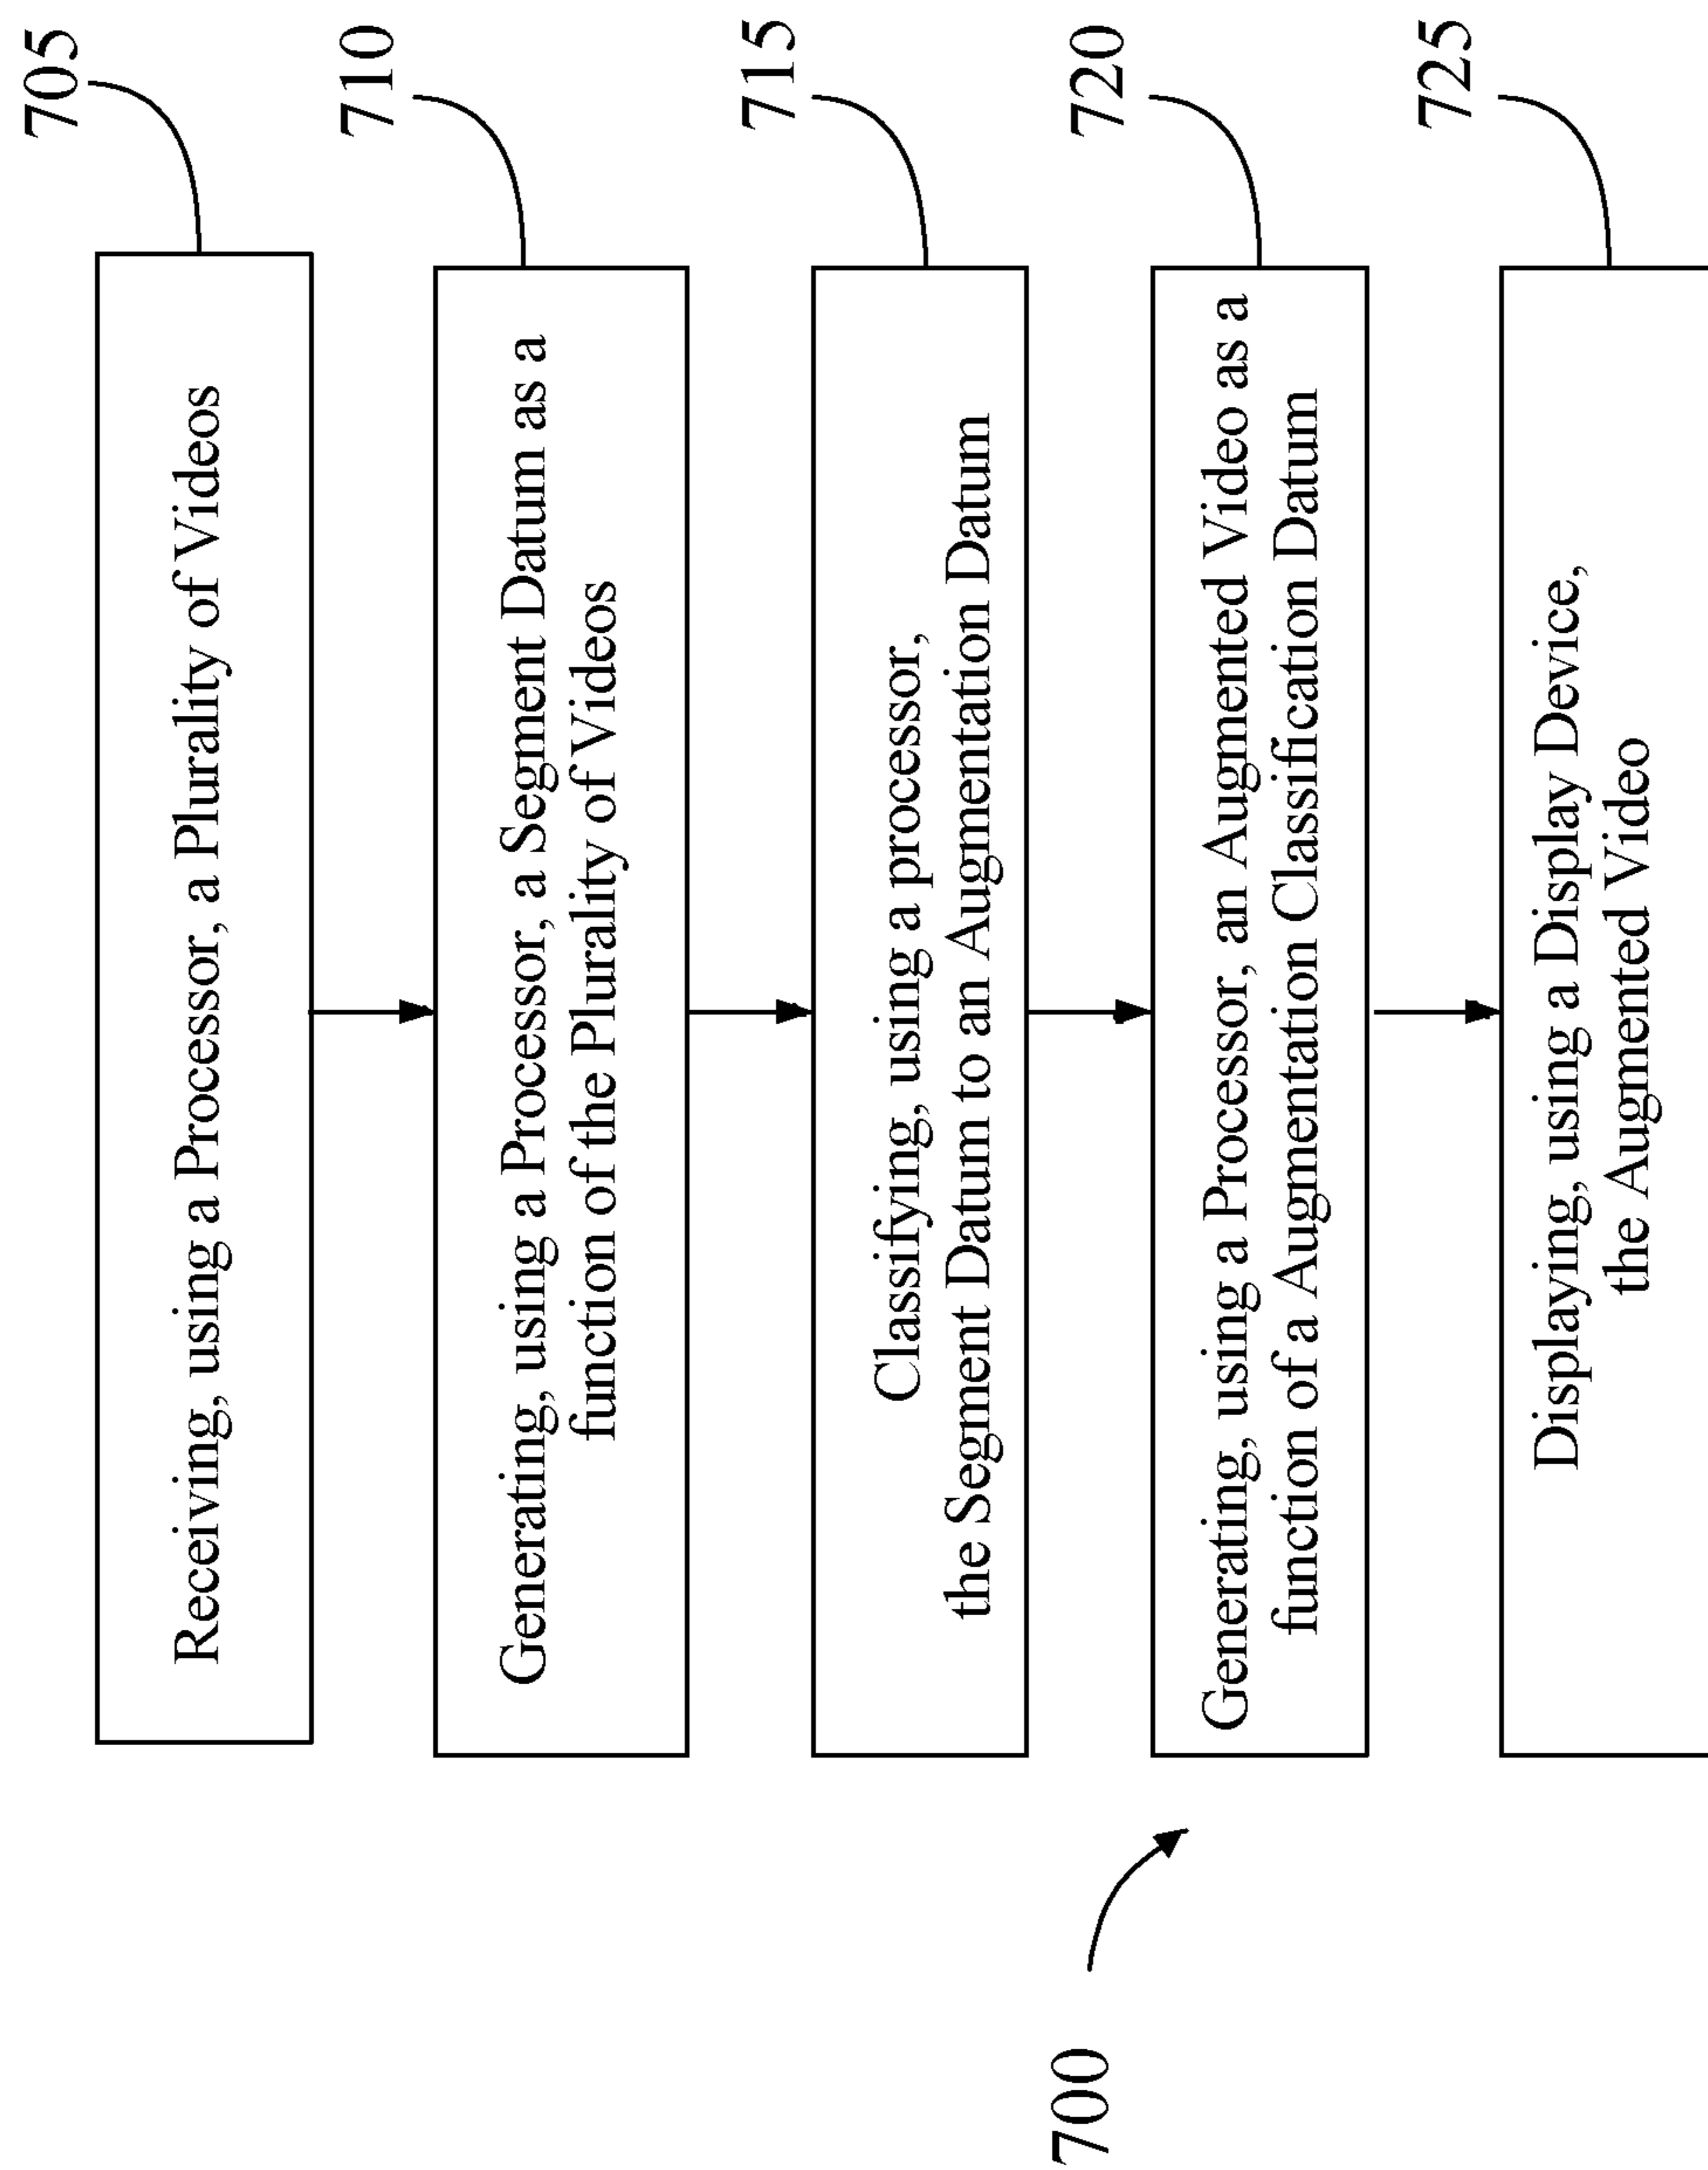 705
Receiving, using a Processor, a Plurality of Videos
710
Generating, using a Processor, a Segment Datum as a
function of the Plurality of Videos
715
Classifying, using a processor,
the Segment Datum to an Augmentation Datum
720
Generating, using a Processor, an Augmented Video as a
function of a Augmentation Classification Datum
725
Displaying, using a Display Device,
the Augmented Video
700